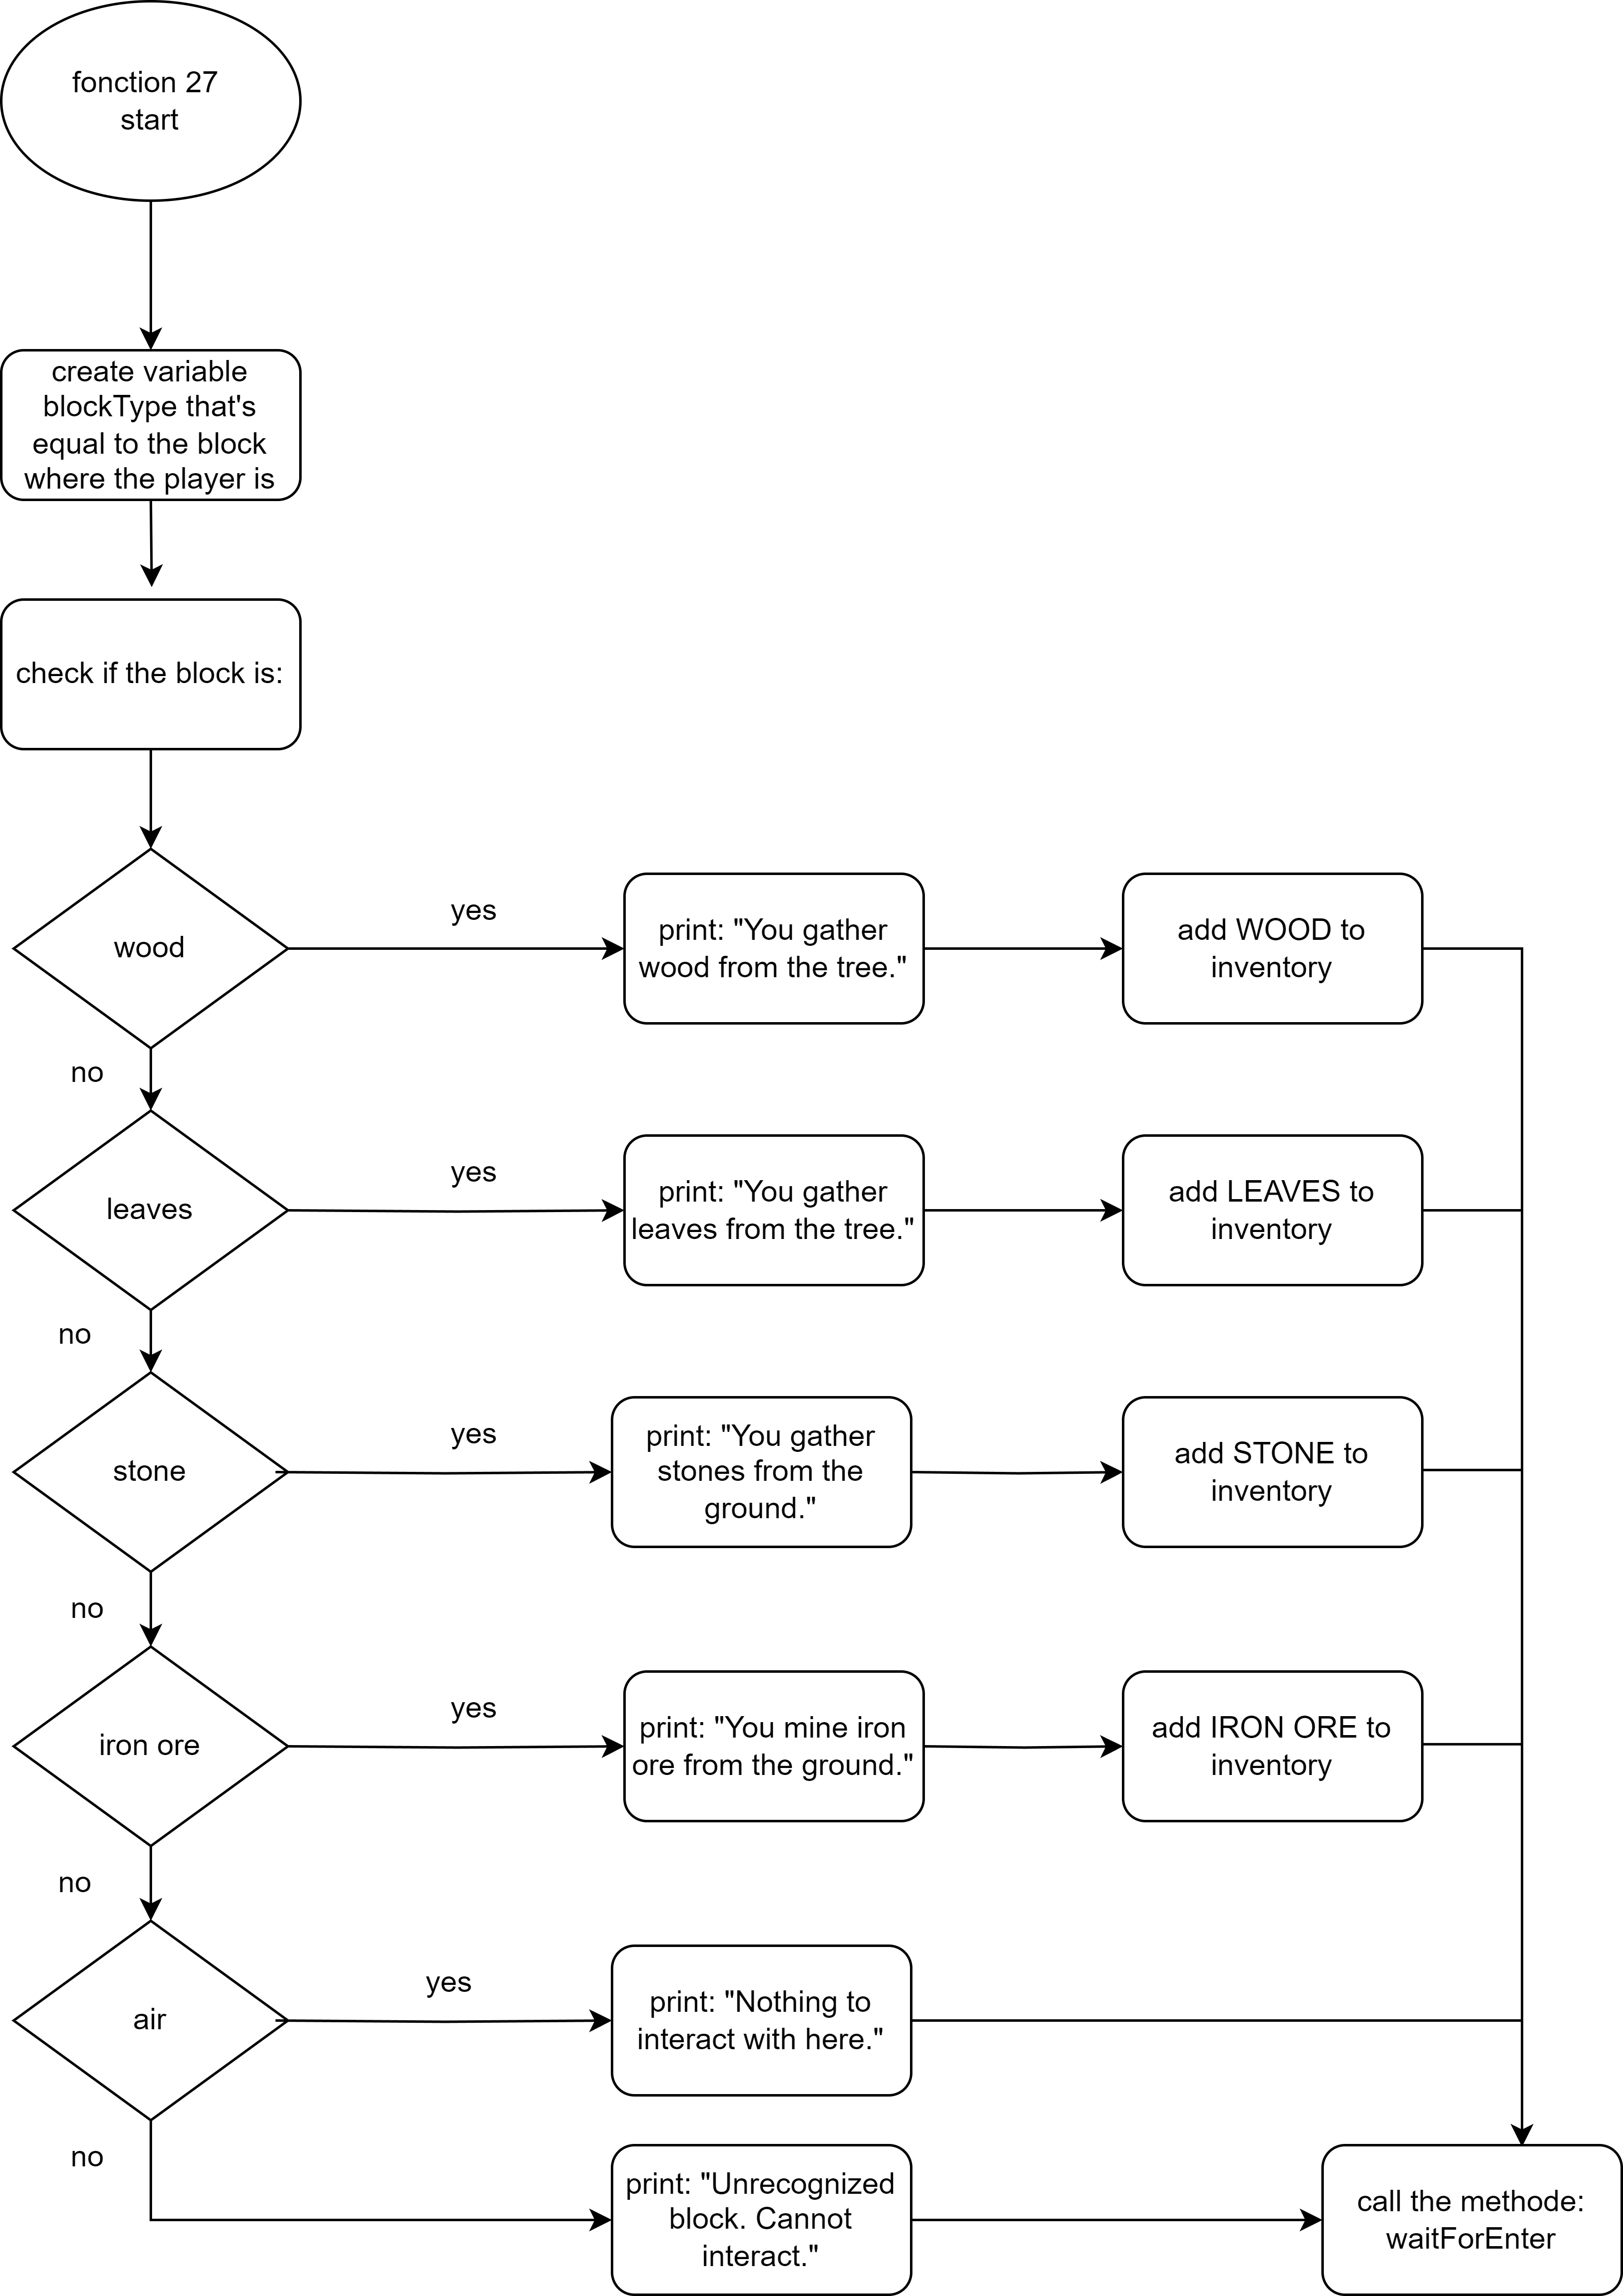 fonction 27
start
create variable
blockType that's
equal to the block
where the player is
check if the block is:
wood
yes
print: "You gather
wood from the tree."
add WOOD to
inventory
no
leaves
yes
print: "You gather
leaves from the tree."
add LEAVES to
inventory
no
stone
yes
print: "You gather
stones from the
ground."
add STONE to
inventory
no
iron ore
yes
print: "You mine iron
ore from the ground."
add IRON ORE to
inventory
no
air
yes
print: "Nothing to
interact with here."
no
print: "Unrecognized
block. Cannot
interact."
call the methode:
waitForEnter